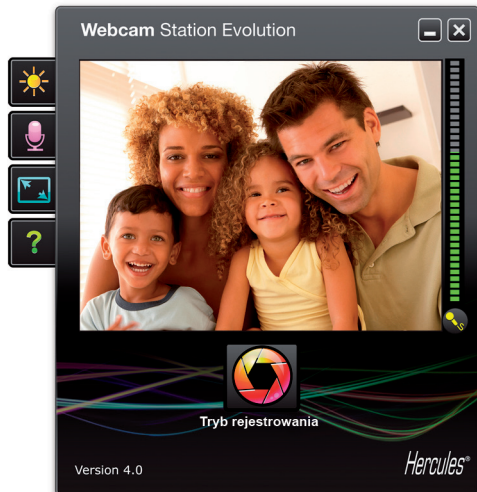 Webcam Station Evolution
?
S
Tryb rejestrowania
Version 4.0
Hercules®